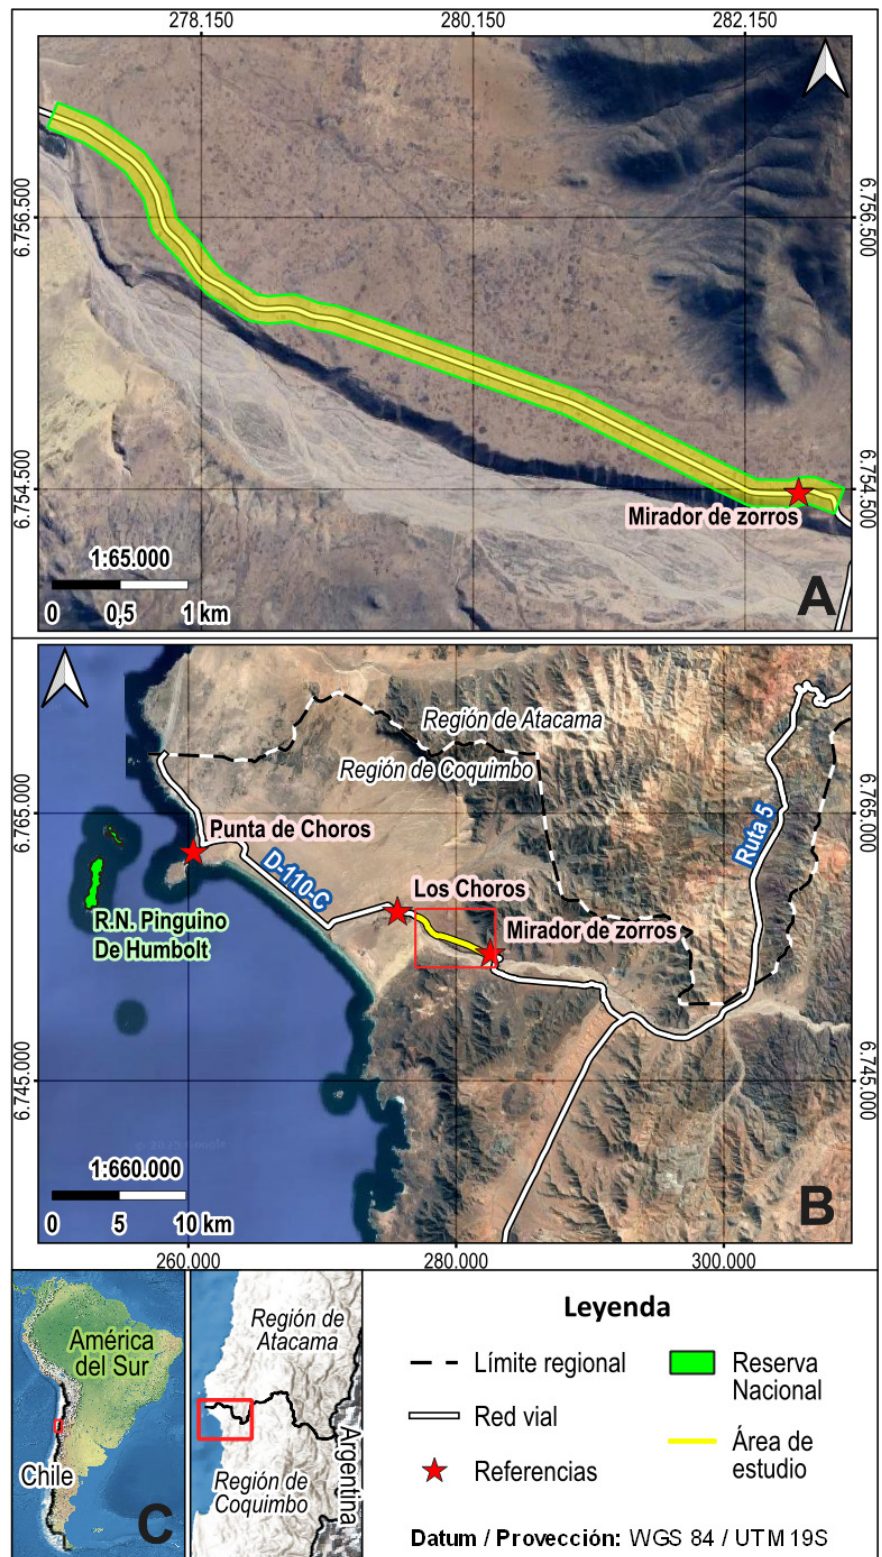 278.150 280.150 282.150
6.756.500 6.756.500
6.754.500 6.754.500
Mirador de zorros
1:65.000
0 0,5 1 km
A
Región de Atacama
Región de Coquimbo
6.765.000 6.765.000
Punta de Choros
Ruta 5
D-110-C
Los Choros
R.N. Pinguino
De Humbolt
Mirador de zorros
6.745.000 6.745.000
1:660.000
0 5 10 km
B
260.000 280.000 300.000
América
del Sur
Chile
C
Región de
Atacama
Región de
Coquimbo
Argentina
Leyenda
Límite regional
Reserva
Nacional
Red vial
Área de
estudio
Referencias
Datum / Provección: WGS 84 / UTM 19S